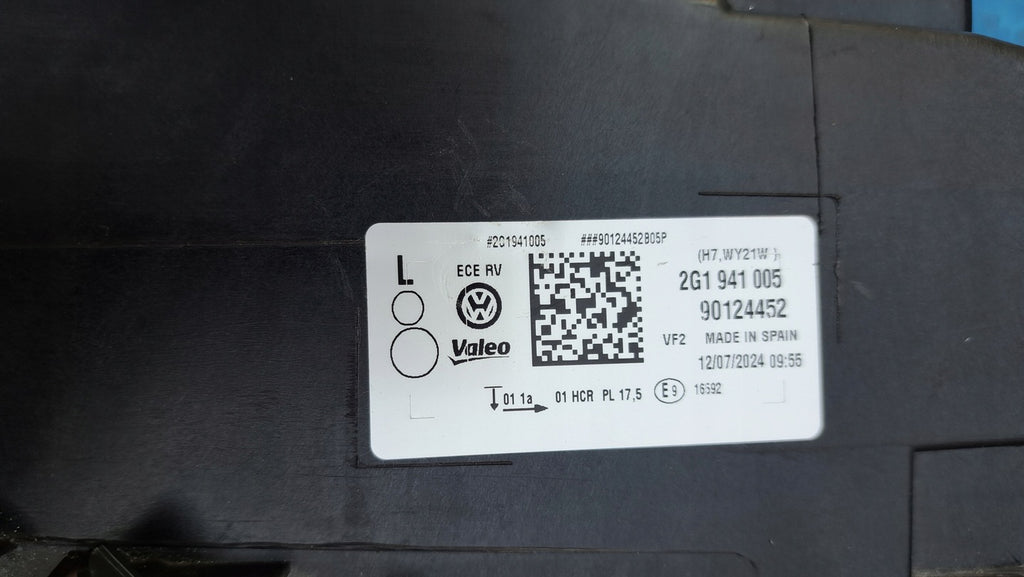 #2G1941005 ###90124452B05P
L
ECE RV
(H7,WY21W )
2G1 941 005
90124452
Valeo
VF2 MADE IN SPAIN
12/07/2024 09:55
01 1a 01 HCR PL 17,5 E9 16592